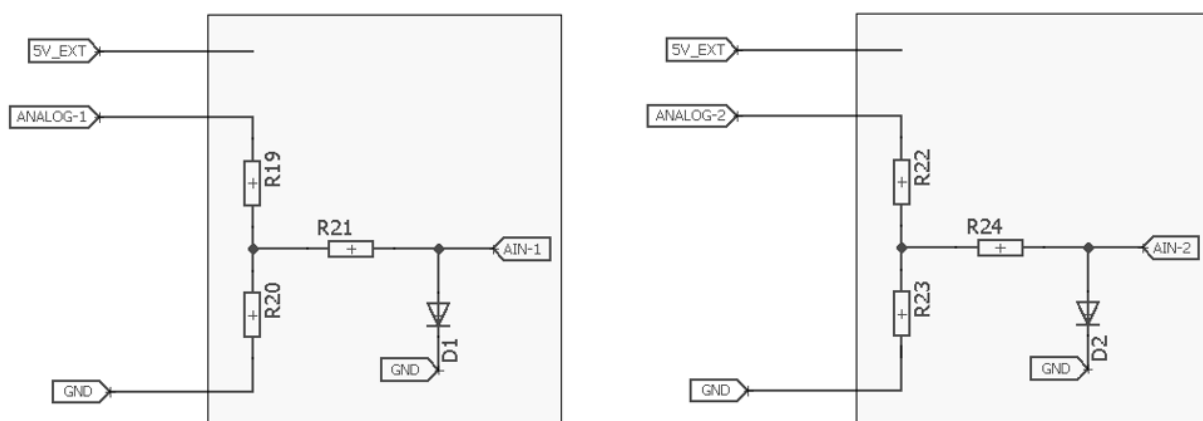 5V_EXT
ANALOG-1
R19
R21
AIN-1
R20
D1
GND
GND
5V_EXT
ANALOG-2
R22
R24
AIN-2
R23
D2
GND
GND